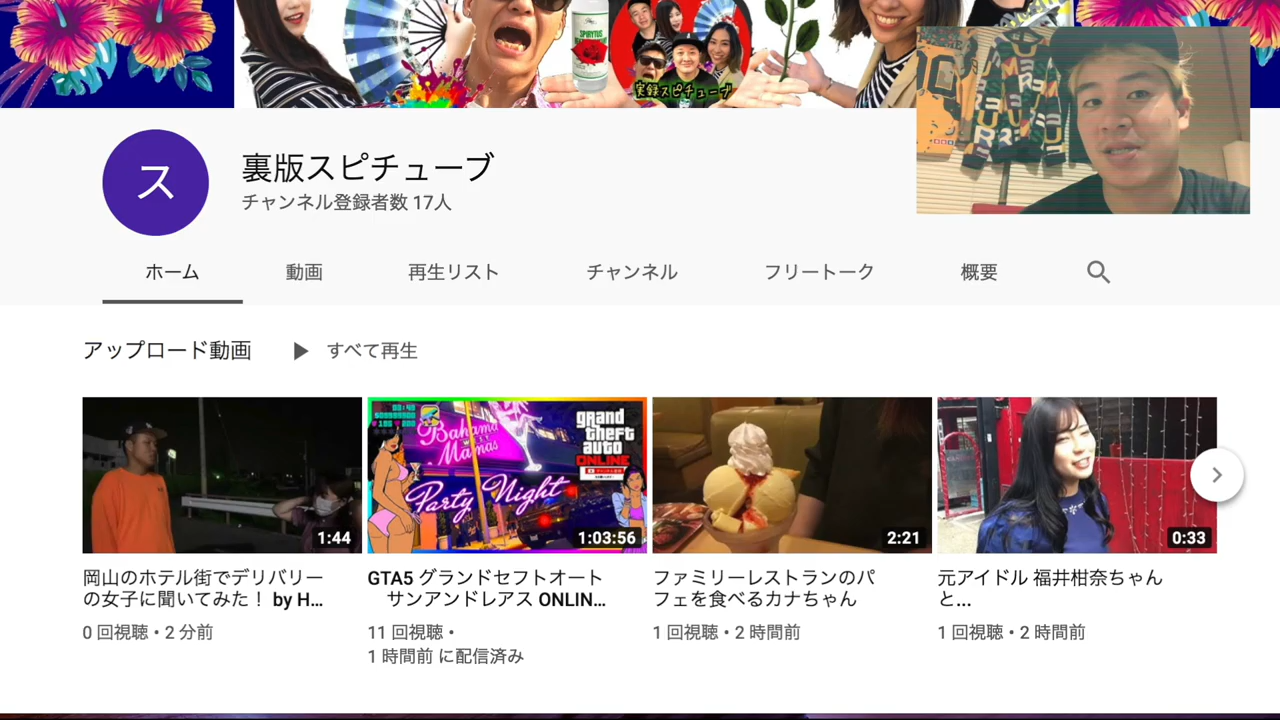 SPIRYTUS
実録スピチューブ
ス
裏版スピチューブ
チャンネル登録者数 17人
ホーム
動画
再生リスト
チャンネル
フリートーク
概要
アップロード動画
すべて再生
1:44
Bahama
Mamas
Party Night
grand
theft
auto
ONLINE
1:03:56
2:21
0:33
岡山のホテル街でデリバリー
の女子に聞いてみた！ by H...
0 回視聴・2 分前
GTA5 グランドセフトオート
サンアンドレアス ONLIN...
11 回視聴・
1 時間前 に配信済み
ファミリーレストランのパ
フェを食べるカナちゃん
1 回視聴・2 時間前
元アイドル 福井柑奈ちゃん
と...
1 回視聴・2 時間前